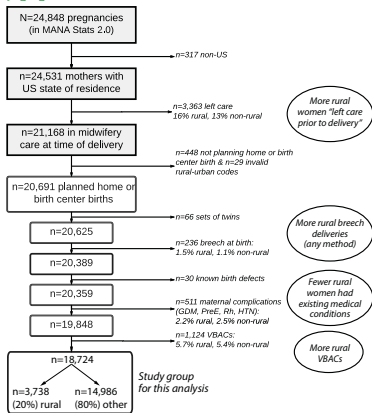 N=24,848 pregnancies
(in MANA Stats 2.0)
n=317 non-US
n=24,531 mothers with
US state of residence
n=3,363 left care
16% rural, 13% non-rural
More rural
women "left care
prior to delivery"
n=21,168 in midwifery
care at time of delivery
n=448 not planning home or birth
center birth & n=29 invalid
rural-urban codes
n=20,691 planned home or
birth center births
n=66 sets of twins
n=20,625
More rural breech
deliveries
(any method)
n=236 breech at birth:
1.5% rural, 1.1% non-rural
n=20,389
n=30 known birth defects
n=20,359
Fewer rural
women had
existing medical
conditions
n=511 maternal complications
(GDM, PreE, Rh, HTN):
2.2% rural, 2.5% non-rural
n=19,848
n=1,124 VBACs:
5.7% rural, 5.4% non-rural
More rural
VBACs
n=18,724
n=3,738 n=14,986
(20%) rural (80%) other
Study group
for this analysis